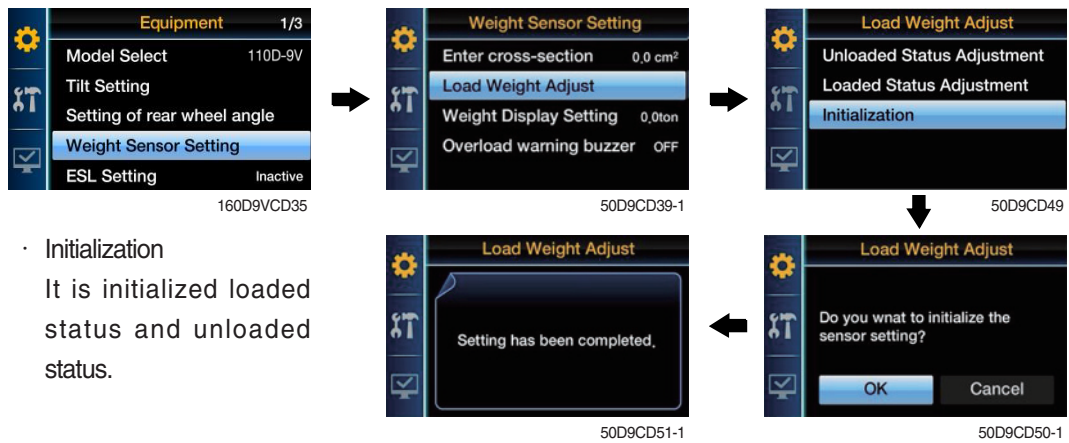 Equipment 1/3
Model Select 110D-9V
Tilt Setting
Setting of rear wheel angle
Weight Sensor Setting
ESL Setting Inactive
160D9VCD35
Weight Sensor Setting
Enter cross-section 0.0 cm²
Load Weight Adjust
Weight Display Setting 0.0ton
Overload warning buzzer OFF
50D9CD39-1
Load Weight Adjust
Unloaded Status Adjustment
Loaded Status Adjustment
Initialization
50D9CD49
Load Weight Adjust
Do you wnat to initialize the
sensor setting?
OK Cancel
50D9CD50-1
Load Weight Adjust
Setting has been completed.
50D9CD51-1
· Initialization
It is initialized loaded
status and unloaded
status.